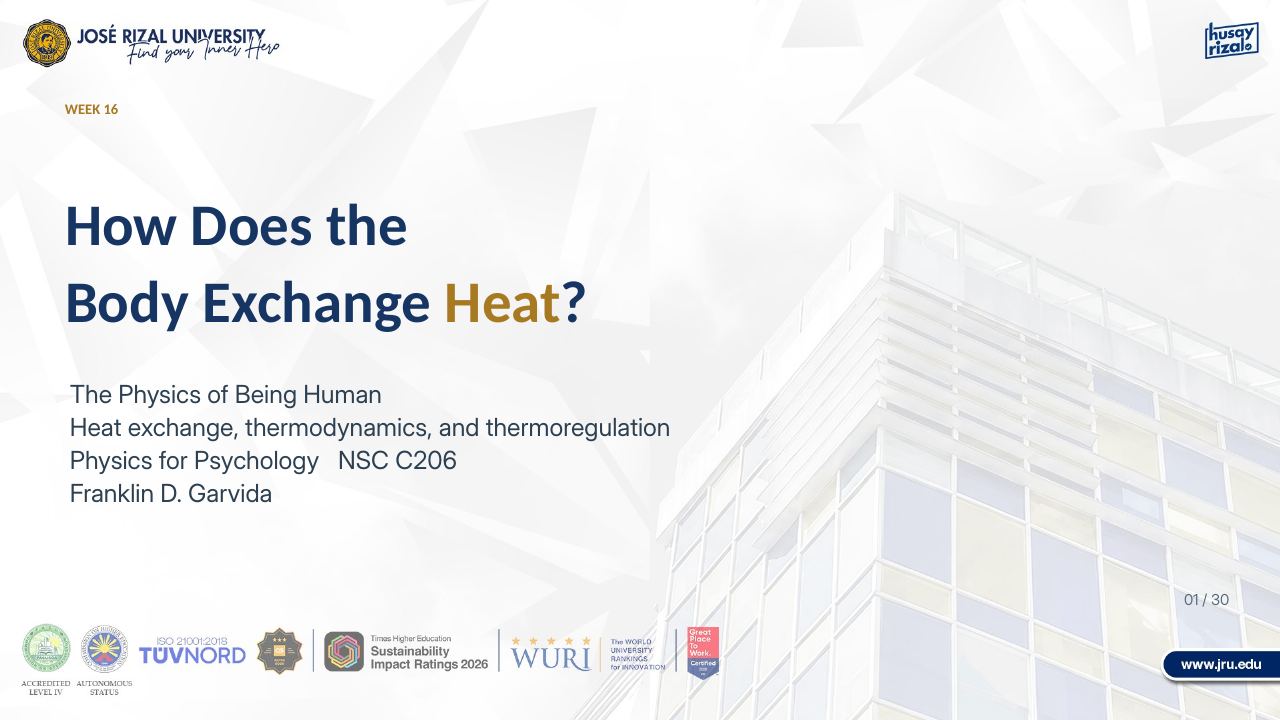 JOSÉ RIZAL UNIVERSITY
Find your Inner Hero
husay
rizal
WEEK 16
How Does the
Body Exchange Heat?
The Physics of Being Human
Heat exchange, thermodynamics, and thermoregulation
Physics for Psychology NSC C206
Franklin D. Garvida
01 / 30
ACCREDITED
LEVEL IV
AUTONOMOUS
STATUS
ISO 21001:2018
TÜVNORD
Times Higher Education
Sustainability
Impact Ratings 2026
WURI
The WORLD
UNIVERSITY
RANKINGS
for INNOVATION
Great
Place
To
Work.
Certified
www.jru.edu